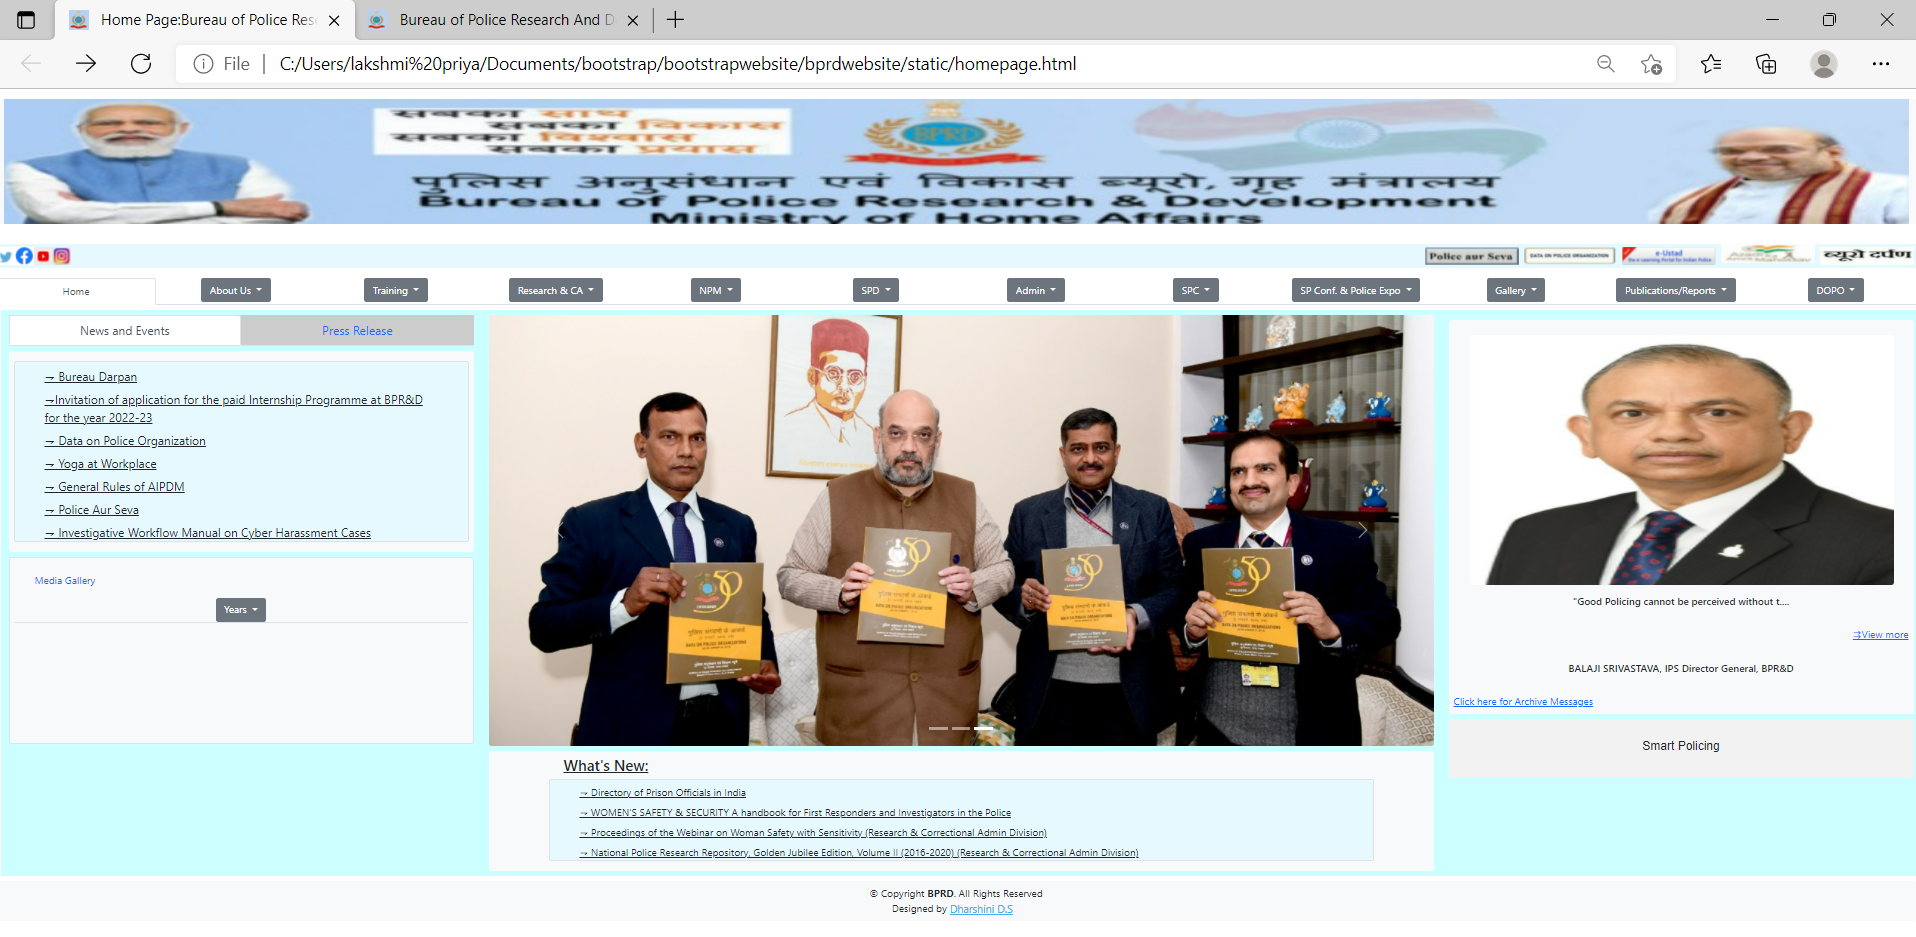 Home Page:Bureau of Police Res
Bureau of Police Research And D
File
C:/Users/lakshmi%20priya/Documents/bootstrap/bootstrapwebsite/bprdwebsite/static/homepage.html
सबका साथ
सबका विकास
सबका विश्वास
सबका प्रयास
BPRD
पुलिस अनुसंधान एवं विकास ब्यूरो, गृह मंत्रालय
Bureau of Police Research & Development
Ministry of Home Affairs
Police aur Seva
DATA ON POLICE ORGANIZATION
e-Ustad
ब्यूरो दर्पण
Home
About Us
Training
Research & CA
NPM
SPD
Admin
SPC
SP Conf. & Police Expo
Gallery
Publications/Reports
DOPO
News and Events
Press Release
→ Bureau Darpan
→Invitation of application for the paid Internship Programme at BPR&D
for the year 2022-23
→ Data on Police Organization
→ Yoga at Workplace
→ General Rules of AIPDM
→ Police Aur Seva
→ Investigative Workflow Manual on Cyber Harassment Cases
Media Gallery
Years
50
DATA ON POLICE ORGANIZATIONS
50
50
50
"Good Policing cannot be perceived without t....
⇉View more
BALAJI SRIVASTAVA, IPS Director General, BPR&D
Click here for Archive Messages
Smart Policing
What's New:
→ Directory of Prison Officials in India
→ WOMEN'S SAFETY & SECURITY A handbook for First Responders and Investigators in the Police
→ Proceedings of the Webinar on Woman Safety with Sensitivity (Research & Correctional Admin Division)
→ National Police Research Repository, Golden Jubilee Edition, Volume II (2016-2020) (Research & Correctional Admin Division)
© Copyright BPRD. All Rights Reserved
Designed by Dharshini D.S